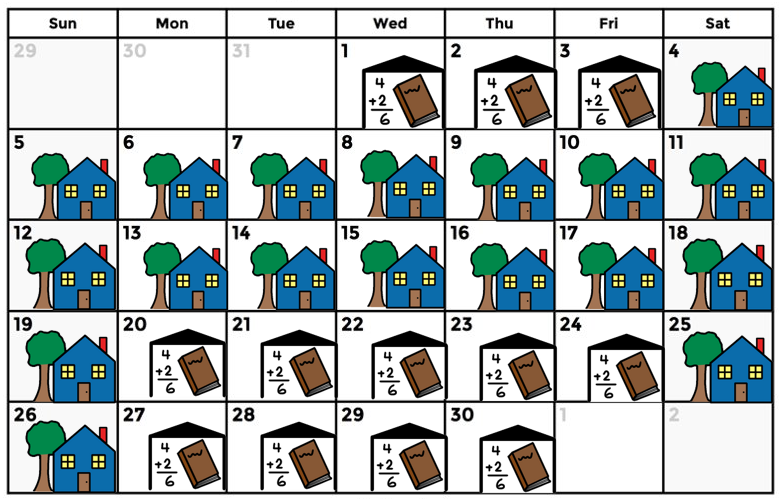 Sun Mon Tue Wed Thu Fri Sat
29 30 31 1 2 3 4
4 4 4
+2 +2 +2
6 6 6
5 6 7 8 9 10 11
12 13 14 15 16 17 18
19 20 21 22 23 24 25
4 4 4 4 4
+2 +2 +2 +2 +2
6 6 6 6 6
26 27 28 29 30 1 2
4 4 4 4
+2 +2 +2 +2
6 6 6 6